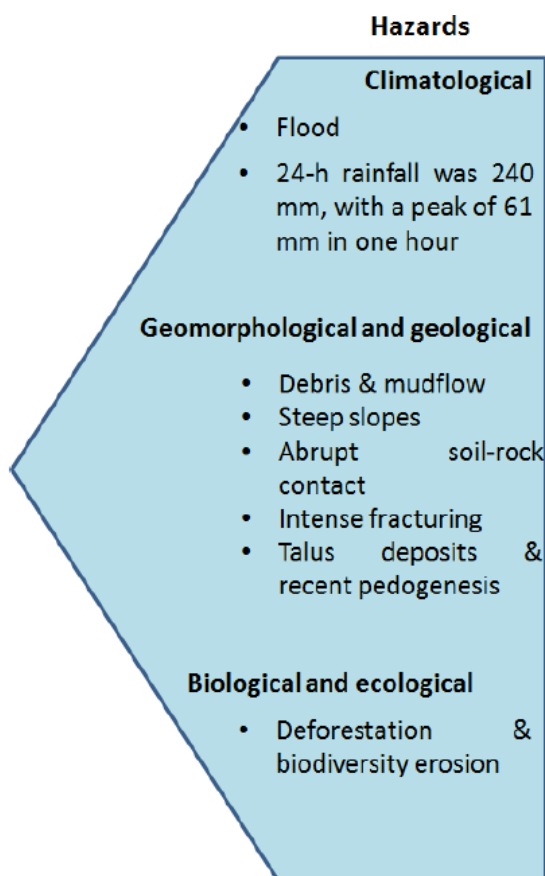 Hazards
Climatological
• Flood
• 24-h rainfall was 240
mm, with a peak of 61
mm in one hour
Geomorphological and geological
• Debris & mudflow
• Steep slopes
• Abrupt soil-rock
contact
• Intense fracturing
• Talus deposits &
recent pedogenesis
Biological and ecological
• Deforestation &
biodiversity erosion